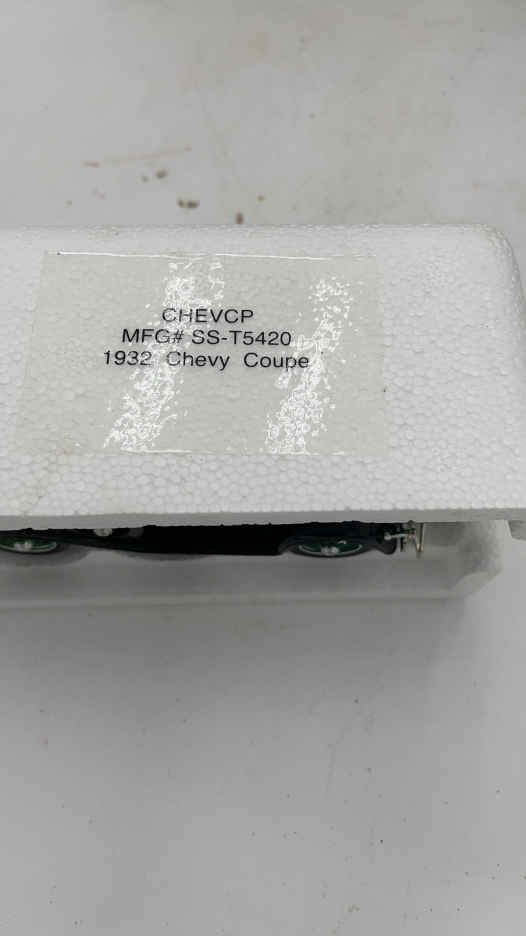 CHEVCP
MFG# SS-T5420
1932 Chevy Coupe